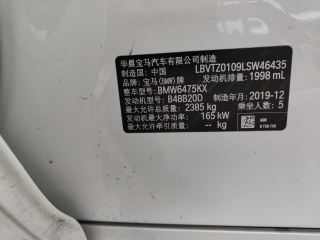 华晨宝马汽车有限公司制造
制造国：中国 LBVTZ0109LSW46435
品牌：宝马(BMW)牌 发动机排量：1998 mL
整车型号：BMW6475KX
发动机型号：B48B20D 制造年月：2019-12
最大允许总质量：2385 kg 乘坐人数：5
发动机最大净功率：165 kW
最大允许牵引质量：-- kg